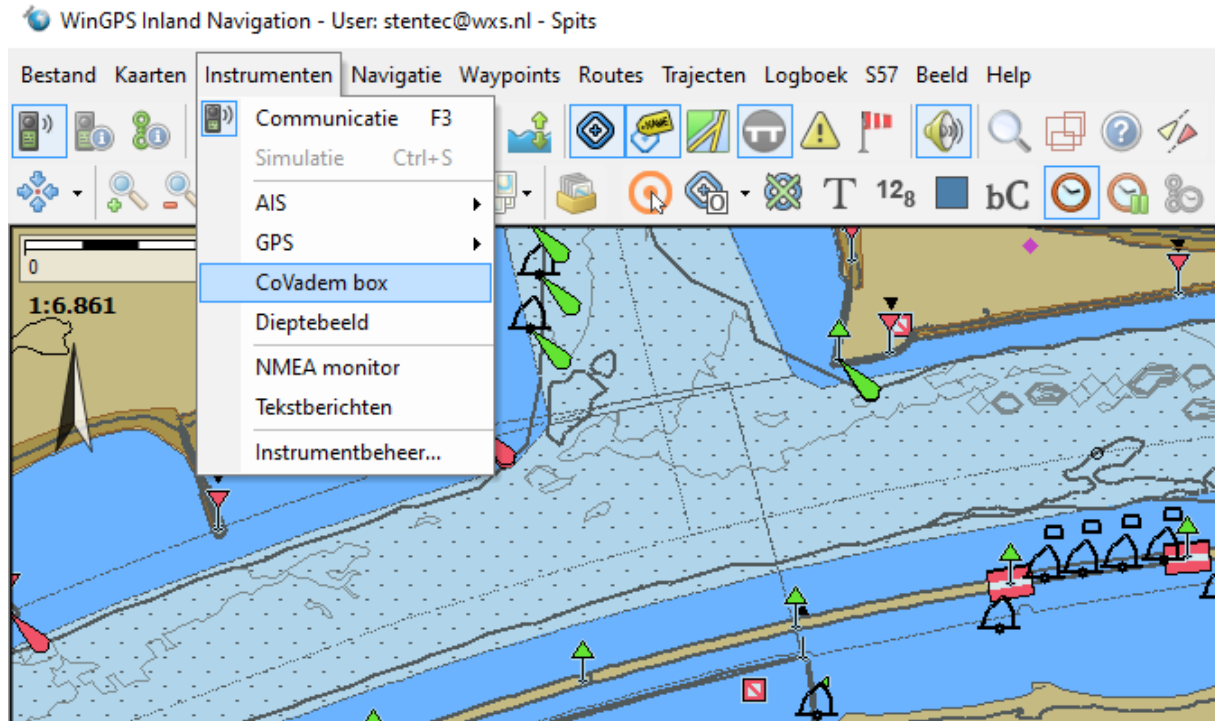 WinGPS Inland Navigation - User: stentec@wxs.nl - Spits
Bestand Kaarten Instrumenten Navigatie Waypoints Routes Trajecten Logboek S57 Beeld Help
Communicatie F3
Simulatie Ctrl+S
AIS
GPS
CoVadem box
Dieptebeeld
NMEA monitor
Tekstberichten
Instrumentbeheer...
NAME
O
T
12₈
bC
0
1:6.861